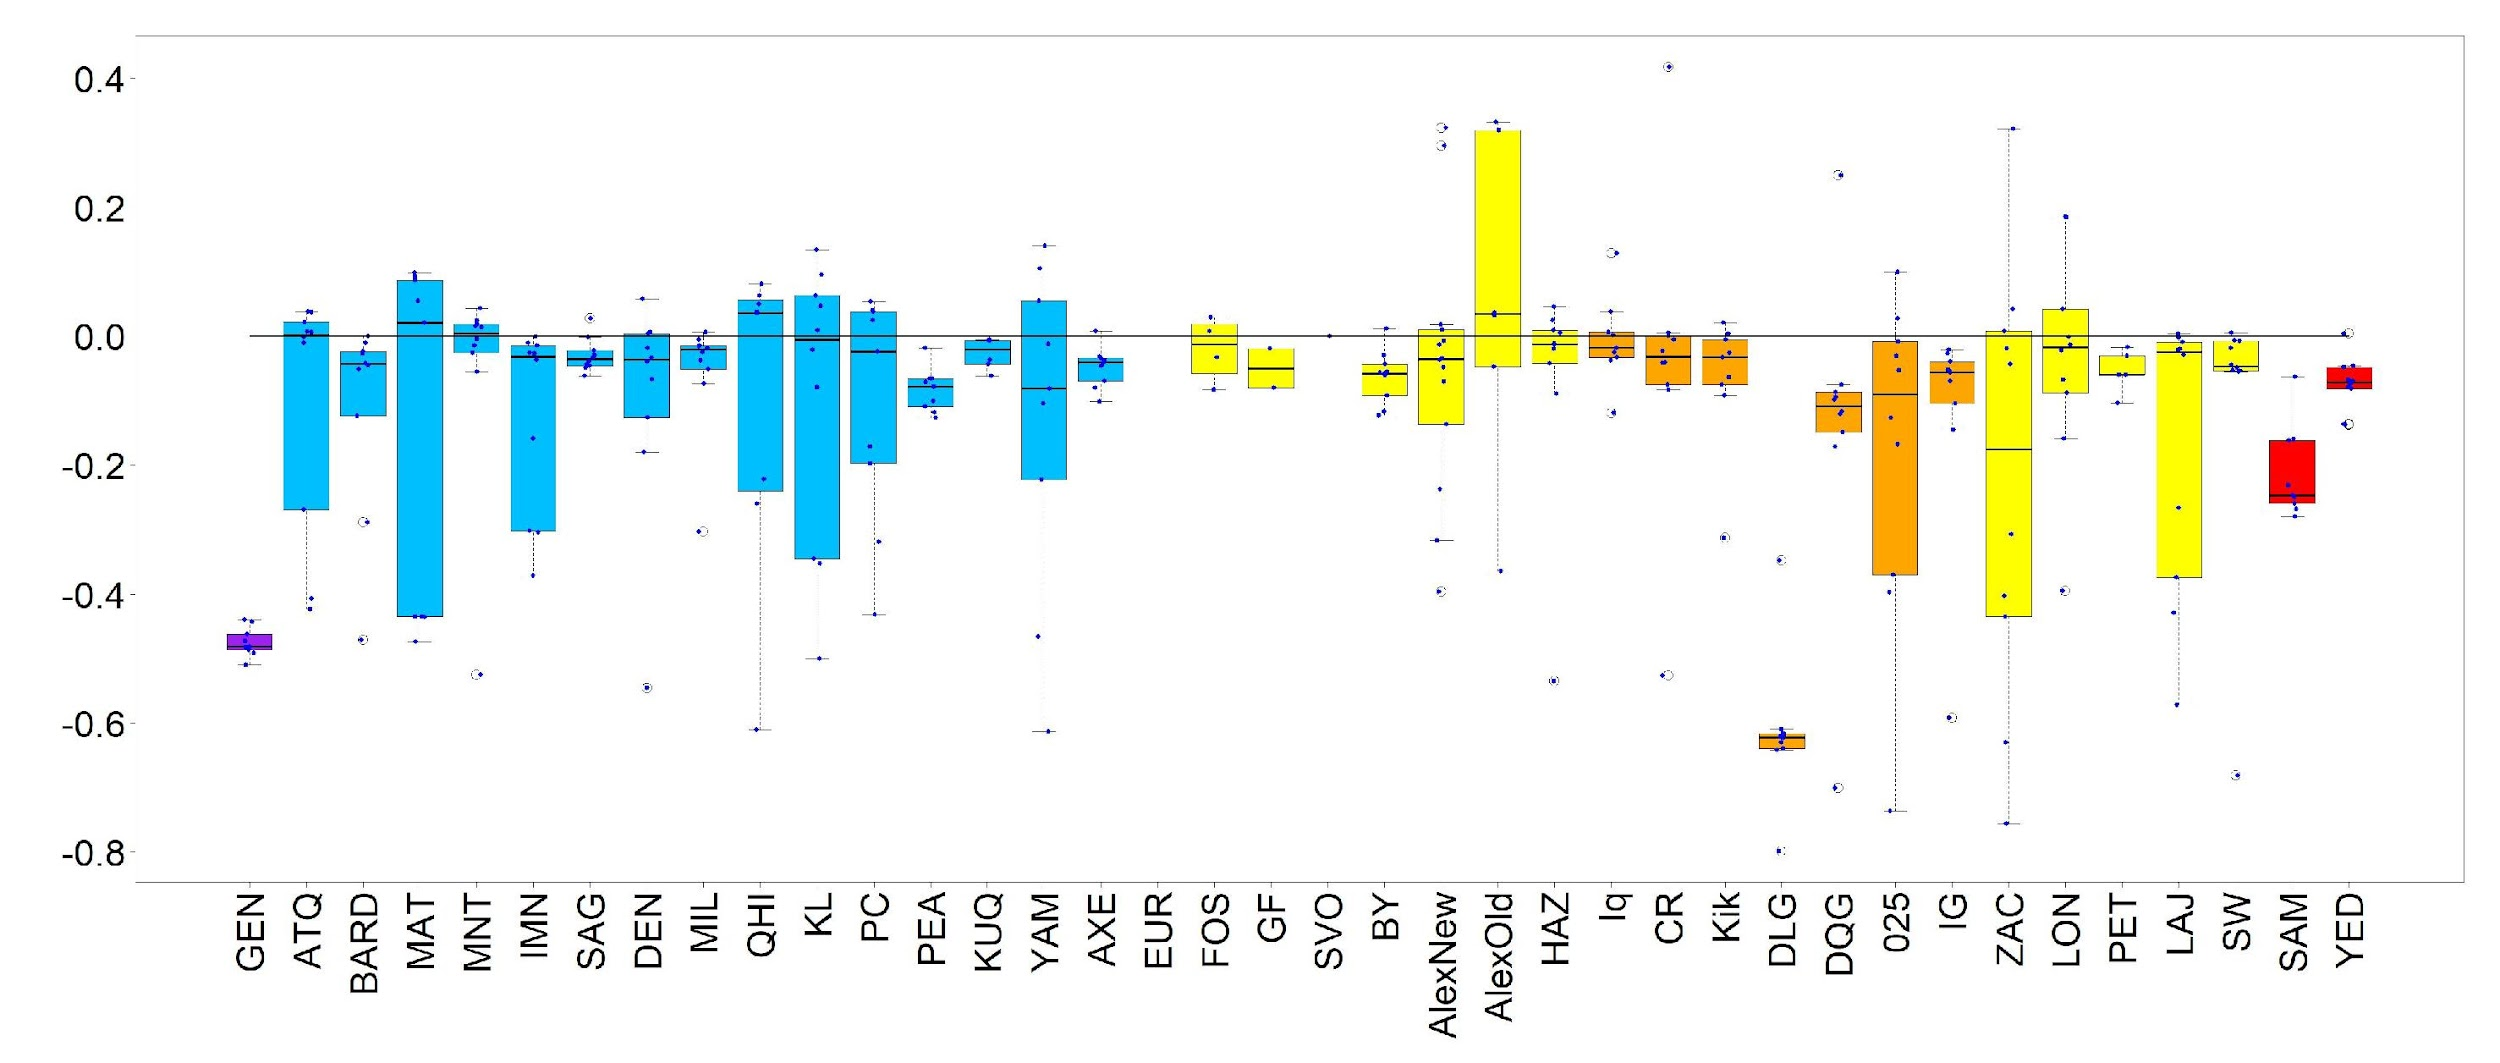 0.4
0.2
0.0
-0.2
-0.4
-0.6
-0.8
GEN
ATQ
BARD
MAT
MNT
IMN
SAG
DEN
MIL
QHI
KL
PC
PEA
KUQ
YAM
AXE
EUR
FOS
GF
SVO
BY
AlexNew
AlexOld
HAZ
Iq
CR
Kik
DLG
DQG
025
IG
ZAC
LON
PET
LAJ
SW
SAM
YED